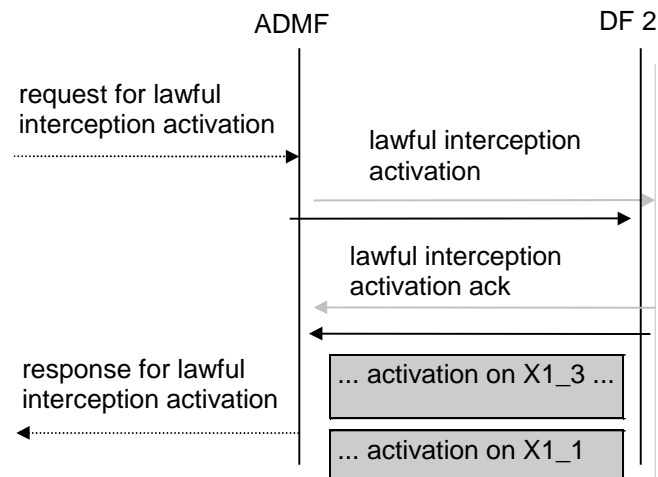 ADMF
DF 2
request for lawful
interception activation
lawful interception
activation
lawful interception
activation ack
... activation on X1_3 ...
response for lawful
interception activation
... activation on X1_1